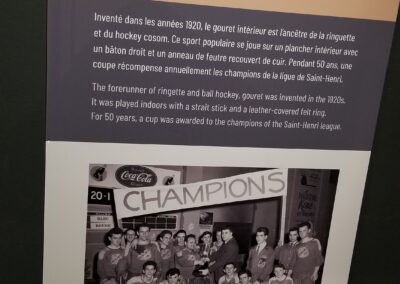 Inventé dans les années 1920, le gouret intérieur est l'ancêtre de la ringuette
et du hockey cosom. Ce sport populaire se joue sur un plancher intérieur avec
un bâton droit et un anneau de feutre recouvert de cuir. Pendant 50 ans, une
coupe récompense annuellement les champions de la ligue de Saint-Henri.
The forerunner of ringette and ball hockey, gouret was invented in the 1920s.
It was played indoors with a strait stick and a leather-covered felt ring.
For 50 years, a cup was awarded to the champions of the Saint-Henri league.
Coca-Cola
20-1
CHAMPIONS